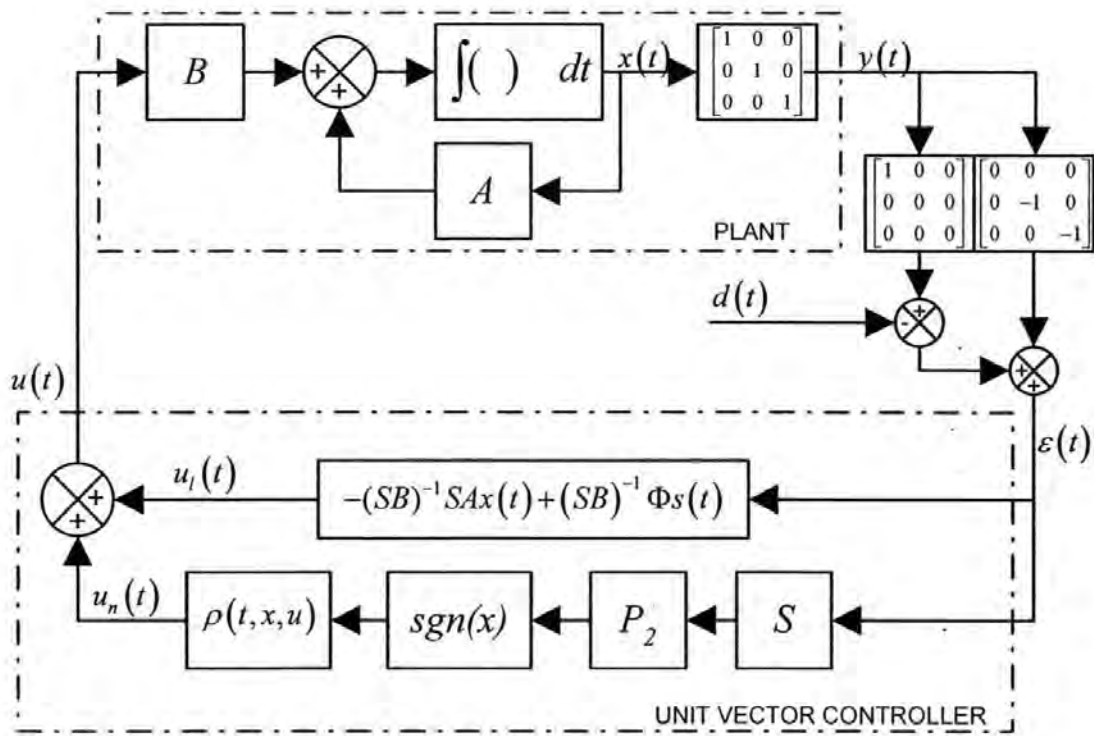 B
+
+
∫( ) dt
x(t)
[1 0 0
0 1 0
0 0 1]
y(t)
A
PLANT
[1 0 0
0 0 0
0 0 0]
[0 0 0
0 -1 0
0 0 -1]
d(t)
+
-
+
+
u(t)
ε(t)
u_l(t)
-(SB)^{-1} SAx(t) + (SB)^{-1} Φs(t)
+
+
u_n(t)
ρ(t, x, u)
sgn(x)
P_2
S
UNIT VECTOR CONTROLLER